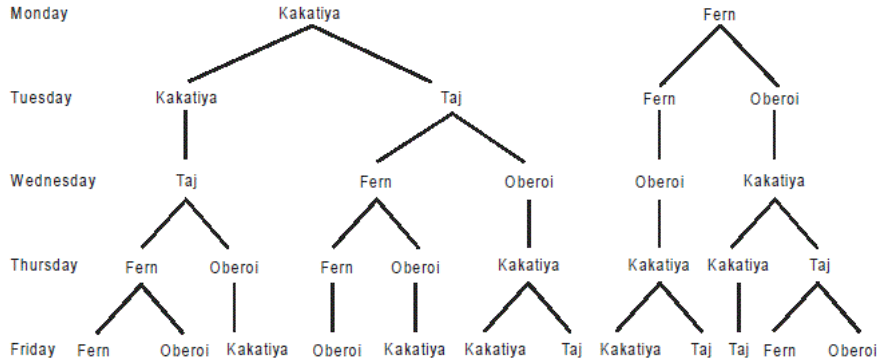 Monday Kakatiya Fern
Tuesday Kakatiya Taj Fern Oberoi
Wednesday Taj Fern Oberoi Oberoi Kakatiya
Thursday Fern Oberoi Fern Oberoi Kakatiya Kakatiya Kakatiya Taj
Friday Fern Oberoi Kakatiya Oberoi Kakatiya Kakatiya Taj Kakatiya Taj Taj Fern Oberoi